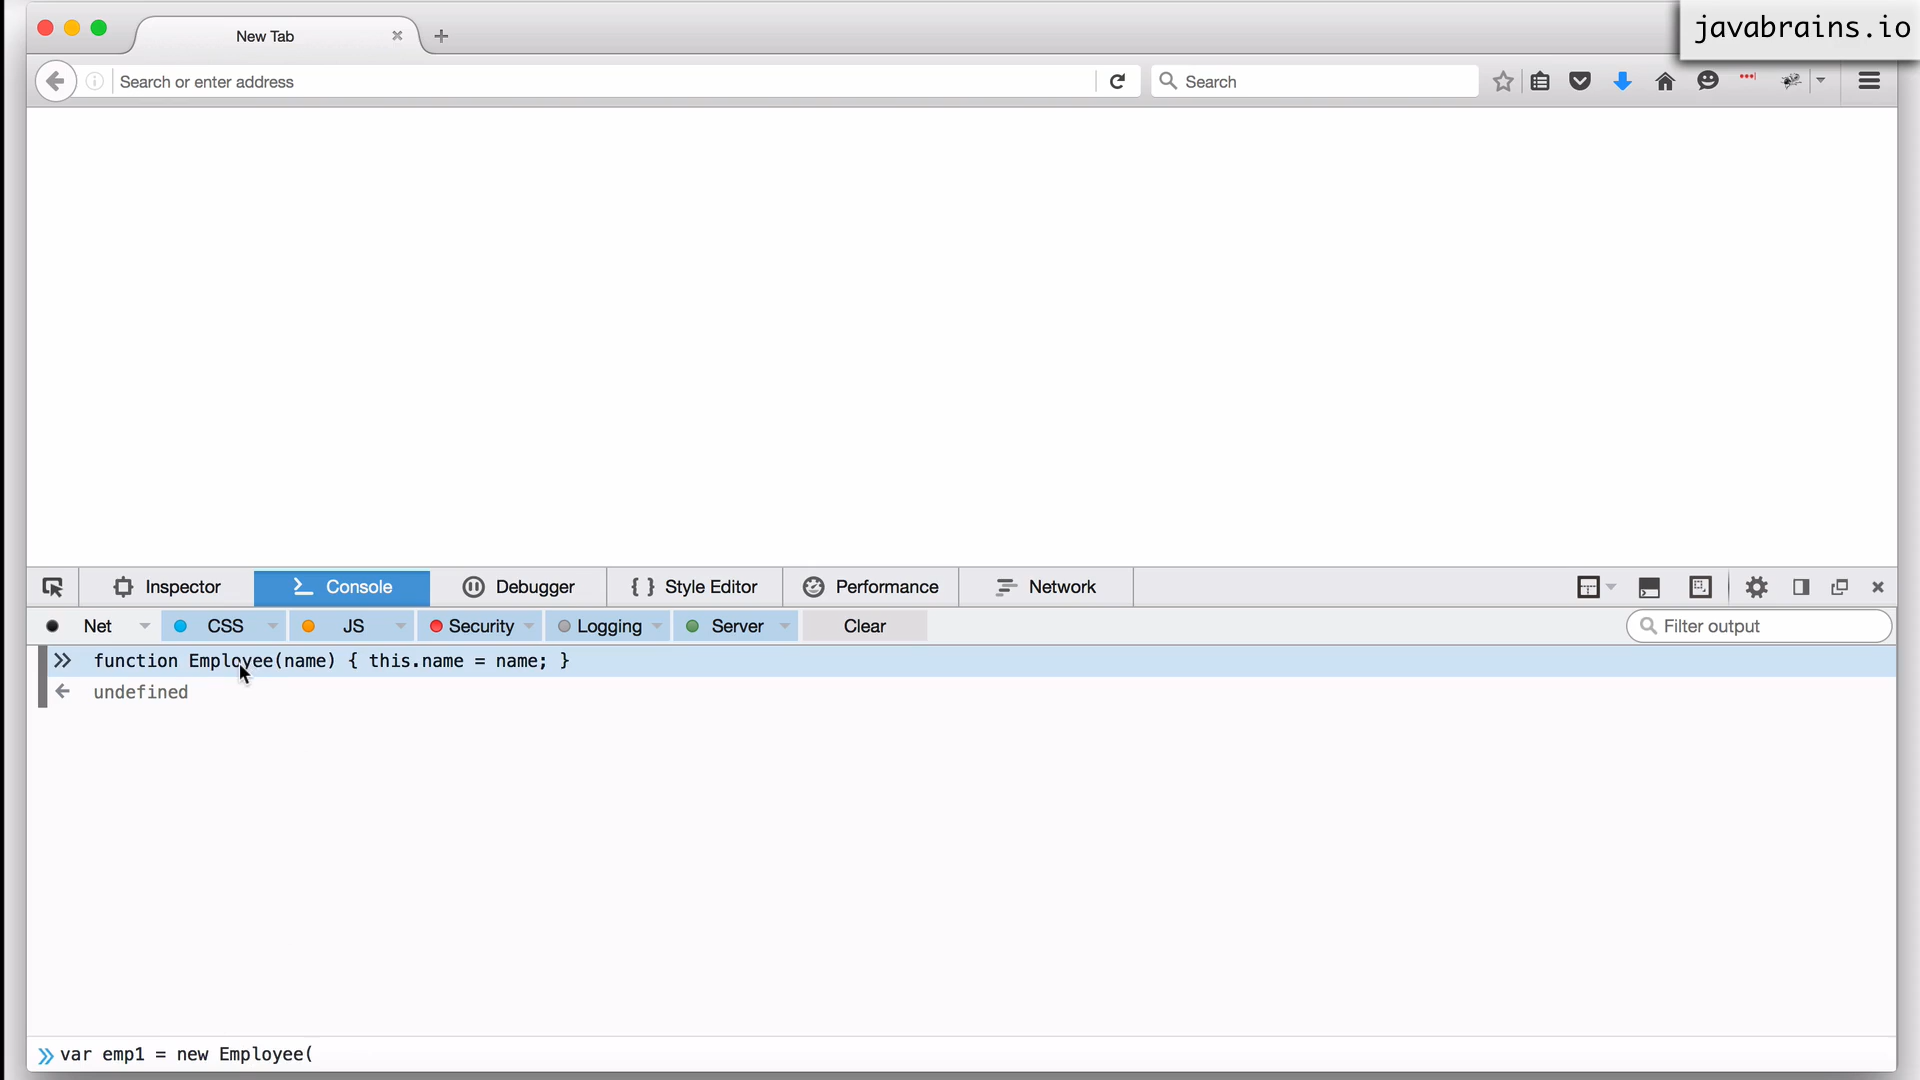 javabrains.io
New Tab
Search or enter address
Search
Inspector
Console
Debugger
{ } Style Editor
Performance
Network
Net
CSS
JS
Security
Logging
Server
Clear
Filter output
function Employee(name) { this.name = name; }
undefined
var emp1 = new Employee(